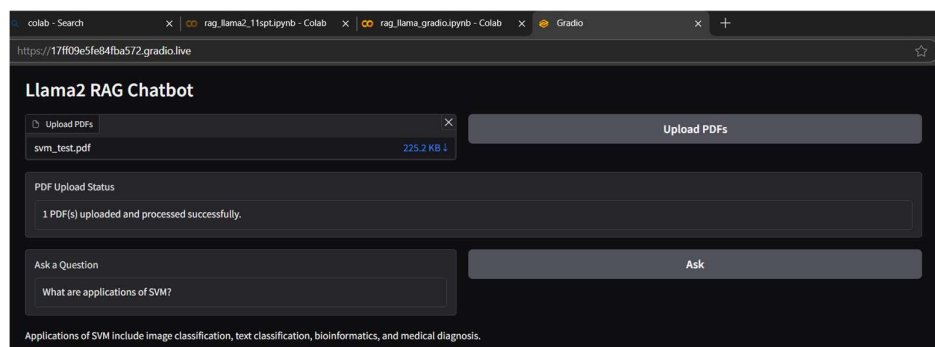 colab - Search
rag_llama2_11spt.ipynb - Colab
rag_llama_gradio.ipynb - Colab
Gradio
https://17ff09e5fe84fba572.gradio.live
Llama2 RAG Chatbot
Upload PDFs
svm_test.pdf 225.2 KB ↓
Upload PDFs
PDF Upload Status
1 PDF(s) uploaded and processed successfully.
Ask a Question
What are applications of SVM?
Ask
Applications of SVM include image classification, text classification, bioinformatics, and medical diagnosis.